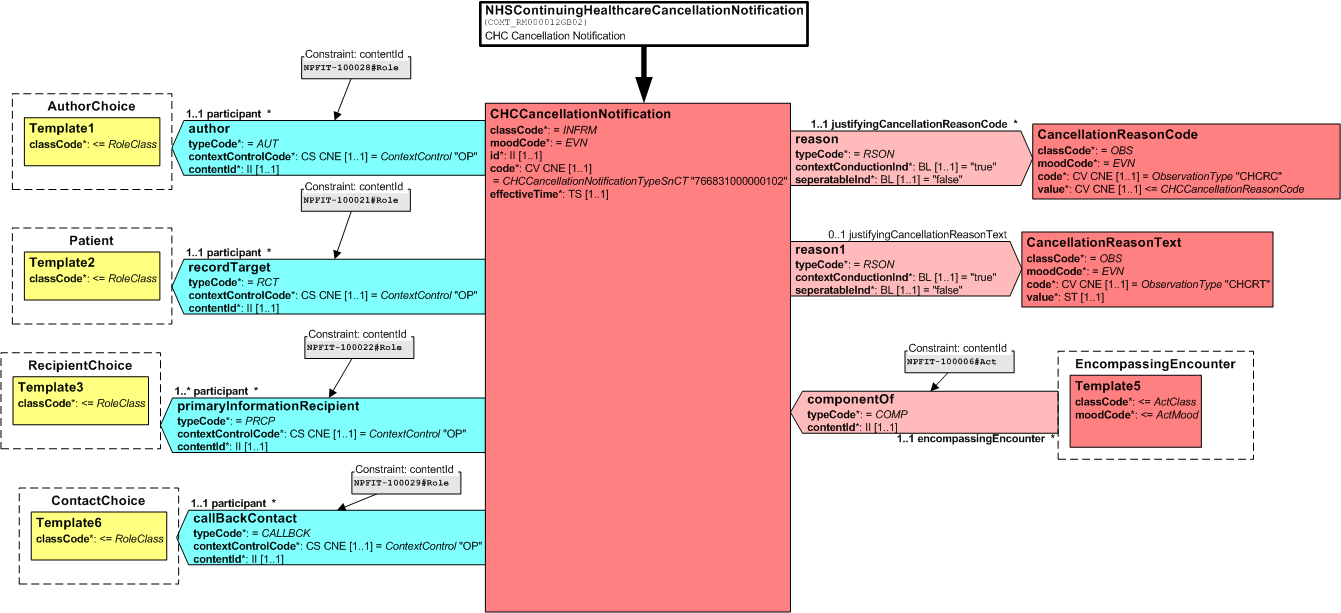 NHSContinuingHealthcareCancellationNotification
(COMT_RM000012GB02)
CHC Cancellation Notification
Constraint: contentId
NPFIT-100028#Role
AuthorChoice
Template1
classCode*: <= RoleClass
1..1 participant *
author
typeCode*: = AUT
contextControlCode*: CS CNE [1..1] = ContextControl "OP"
contentId*: II [1..1]
Constraint: contentId
NPFIT-100021#Role
Patient
Template2
classCode*: <= RoleClass
1..1 participant *
recordTarget
typeCode*: = RCT
contextControlCode*: CS CNE [1..1] = ContextControl "OP"
contentId*: II [1..1]
Constraint: contentId
NPFIT-100022#Role
RecipientChoice
Template3
classCode*: <= RoleClass
1..* participant *
primaryInformationRecipient
typeCode*: = PRCP
contextControlCode*: CS CNE [1..1] = ContextControl "OP"
contentId*: II [1..1]
Constraint: contentId
NPFIT-100029#Role
ContactChoice
Template6
classCode*: <= RoleClass
1..1 participant *
callBackContact
typeCode*: = CALLBCK
contextControlCode*: CS CNE [1..1] = ContextControl "OP"
contentId*: II [1..1]
CHCCancellationNotification
classCode*: = INFRM
moodCode*: = EVN
id*: II [1..1]
code*: CV CNE [1..1]
= CHCCancellationNotificationTypeSnCT "766831000000102"
effectiveTime*: TS [1..1]
1..1 justifyingCancellationReasonCode *
reason
typeCode*: = RSON
contextConductionInd*: BL [1..1] = "true"
seperatableInd*: BL [1..1] = "false"
CancellationReasonCode
classCode*: = OBS
moodCode*: = EVN
code*: CV CNE [1..1] = ObservationType "CHCRC"
value*: CV CNE [1..1] <= CHCCancellationReasonCode
0..1 justifyingCancellationReasonText
reason1
typeCode*: = RSON
contextConductionInd*: BL [1..1] = "true"
seperatableInd*: BL [1..1] = "false"
CancellationReasonText
classCode*: = OBS
moodCode*: = EVN
code*: CV CNE [1..1] = ObservationType "CHCRT"
value*: ST [1..1]
Constraint: contentId
NPFIT-100006#Act
componentOf
typeCode*: = COMP
contentId*: II [1..1]
1..1 encompassingEncounter *
EncompassingEncounter
Template5
classCode*: <= ActClass
moodCode*: <= ActMood